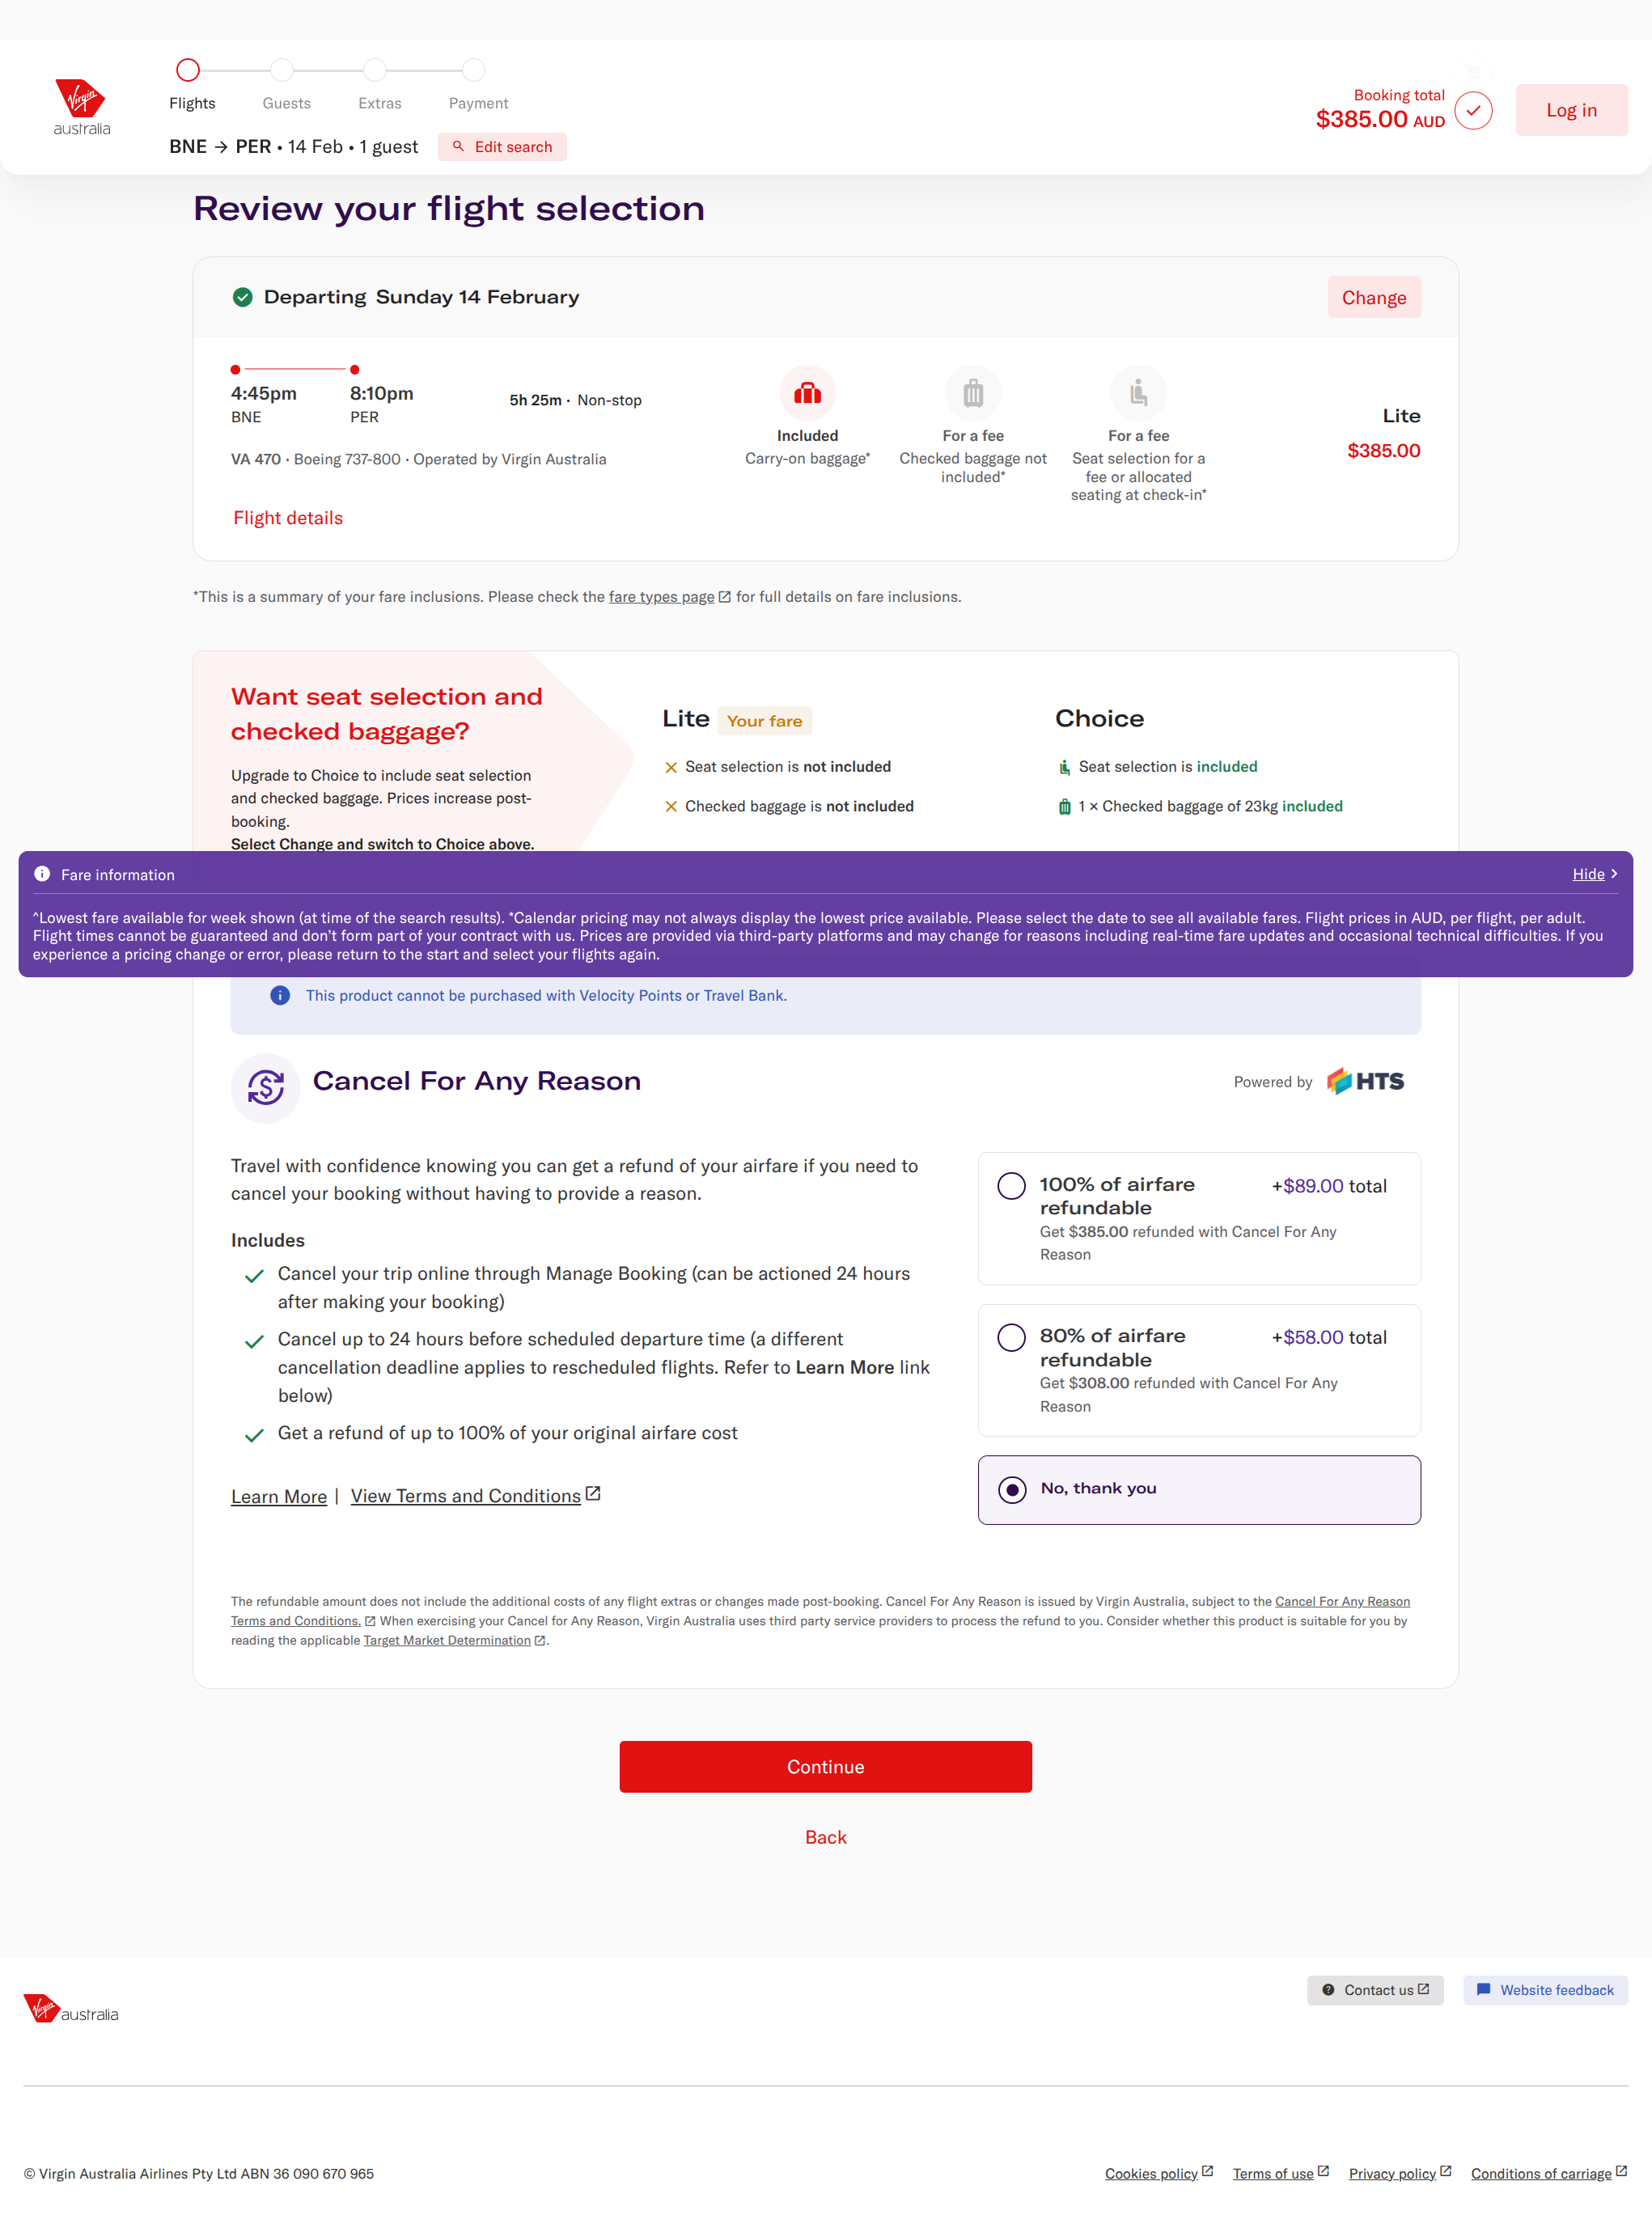 Virgin
australia
Flights
Guests
Extras
Payment
BNE → PER • 14 Feb • 1 guest
Edit search
Booking total
$385.00 AUD
Log in
Review your flight selection
Departing Sunday 14 February
Change
4:45pm
BNE
8:10pm
PER
5h 25m · Non-stop
VA 470 · Boeing 737-800 · Operated by Virgin Australia
Flight details
Included
Carry-on baggage*
For a fee
Checked baggage not
included*
For a fee
Seat selection for a
fee or allocated
seating at check-in*
Lite
$385.00
*This is a summary of your fare inclusions. Please check the fare types page for full details on fare inclusions.
Want seat selection and
checked baggage?
Upgrade to Choice to include seat selection
and checked baggage. Prices increase post-
booking.
Select Change and switch to Choice above.
Lite Your fare
Seat selection is not included
Checked baggage is not included
Choice
Seat selection is included
1 × Checked baggage of 23kg included
Fare information
Hide
^Lowest fare available for week shown (at time of the search results). *Calendar pricing may not always display the lowest price available. Please select the date to see all available fares. Flight prices in AUD, per flight, per adult.
Flight times cannot be guaranteed and don’t form part of your contract with us. Prices are provided via third-party platforms and may change for reasons including real-time fare updates and occasional technical difficulties. If you
experience a pricing change or error, please return to the start and select your flights again.
This product cannot be purchased with Velocity Points or Travel Bank.
Cancel For Any Reason
Powered by HTS
Travel with confidence knowing you can get a refund of your airfare if you need to
cancel your booking without having to provide a reason.
Includes
Cancel your trip online through Manage Booking (can be actioned 24 hours
after making your booking)
Cancel up to 24 hours before scheduled departure time (a different
cancellation deadline applies to rescheduled flights. Refer to Learn More link
below)
Get a refund of up to 100% of your original airfare cost
Learn More | View Terms and Conditions
100% of airfare
refundable
+$89.00 total
Get $385.00 refunded with Cancel For Any
Reason
80% of airfare
refundable
+$58.00 total
Get $308.00 refunded with Cancel For Any
Reason
No, thank you
The refundable amount does not include the additional costs of any flight extras or changes made post-booking. Cancel For Any Reason is issued by Virgin Australia, subject to the Cancel For Any Reason
Terms and Conditions. When exercising your Cancel for Any Reason, Virgin Australia uses third party service providers to process the refund to you. Consider whether this product is suitable for you by
reading the applicable Target Market Determination.
Continue
Back
Virgin australia
Contact us
Website feedback
© Virgin Australia Airlines Pty Ltd ABN 36 090 670 965
Cookies policy
Terms of use
Privacy policy
Conditions of carriage